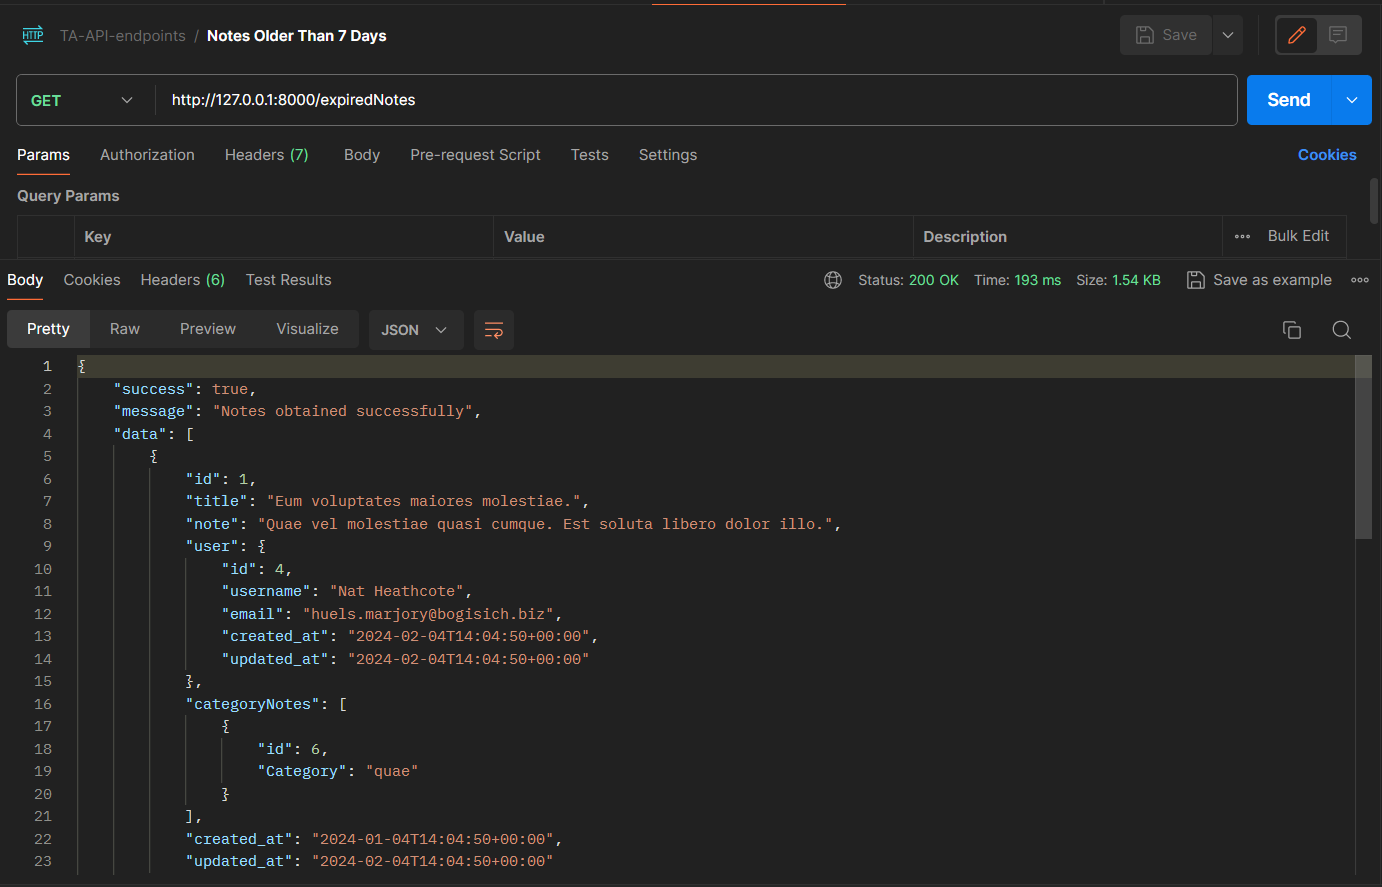 HTTP TA-API-endpoints / Notes Older Than 7 Days Save
GET http://127.0.0.1:8000/expiredNotes Send
Params Authorization Headers (7) Body Pre-request Script Tests Settings Cookies
Query Params
Key Value Description Bulk Edit
Body Cookies Headers (6) Test Results Status: 200 OK Time: 193 ms Size: 1.54 KB Save as example
Pretty Raw Preview Visualize JSON
1 {
2 "success": true,
3 "message": "Notes obtained successfully",
4 "data": [
5 {
6 "id": 1,
7 "title": "Eum voluptates maiores molestiae.",
8 "note": "Quae vel molestiae quasi cumque. Est soluta libero dolor illo.",
9 "user": {
10 "id": 4,
11 "username": "Nat Heathcote",
12 "email": "huels.marjory@bogisich.biz",
13 "created_at": "2024-02-04T14:04:50+00:00",
14 "updated_at": "2024-02-04T14:04:50+00:00"
15 },
16 "categoryNotes": [
17 {
18 "id": 6,
19 "Category": "quae"
20 }
21 ],
22 "created_at": "2024-01-04T14:04:50+00:00",
23 "updated_at": "2024-02-04T14:04:50+00:00"